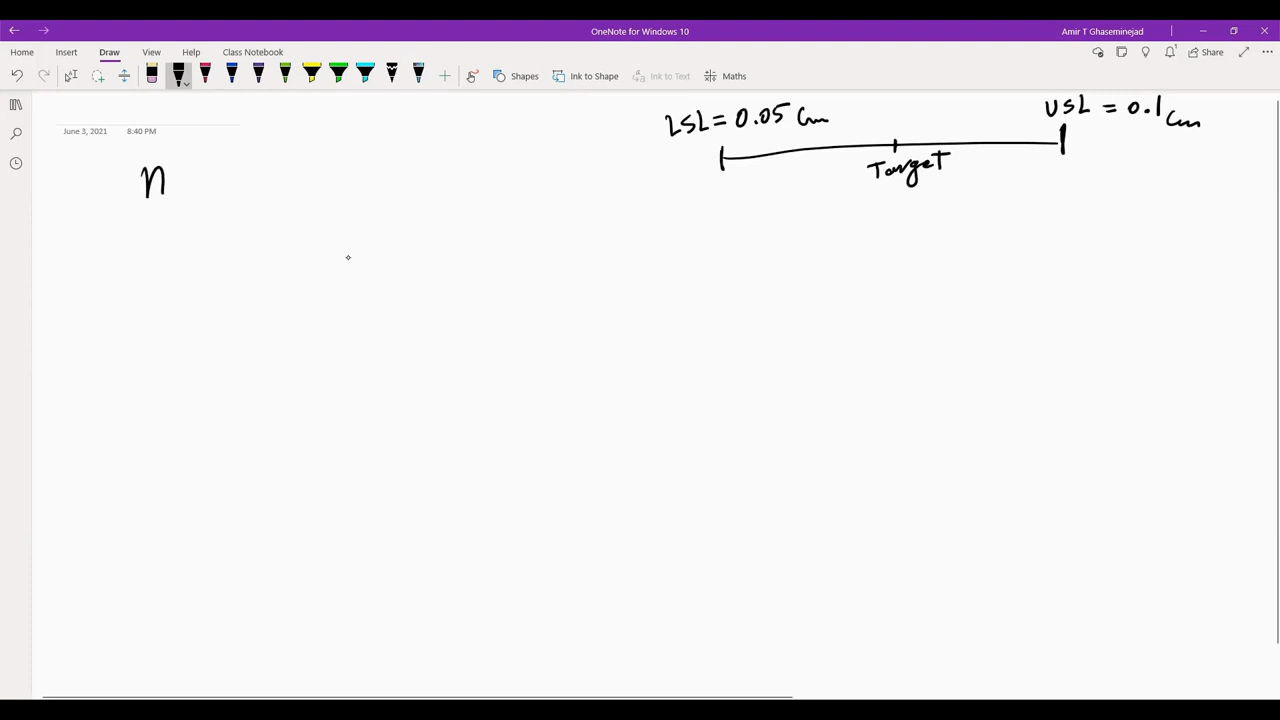 OneNote for Windows 10
Amir T Ghaseminejad
Home Insert Draw View Help Class Notebook
Share
Shapes Ink to Shape Ink to Text Maths
June 3, 2021 8:40 PM
LSL = 0.05 Cm
USL = 0.1 Cm
Target
n